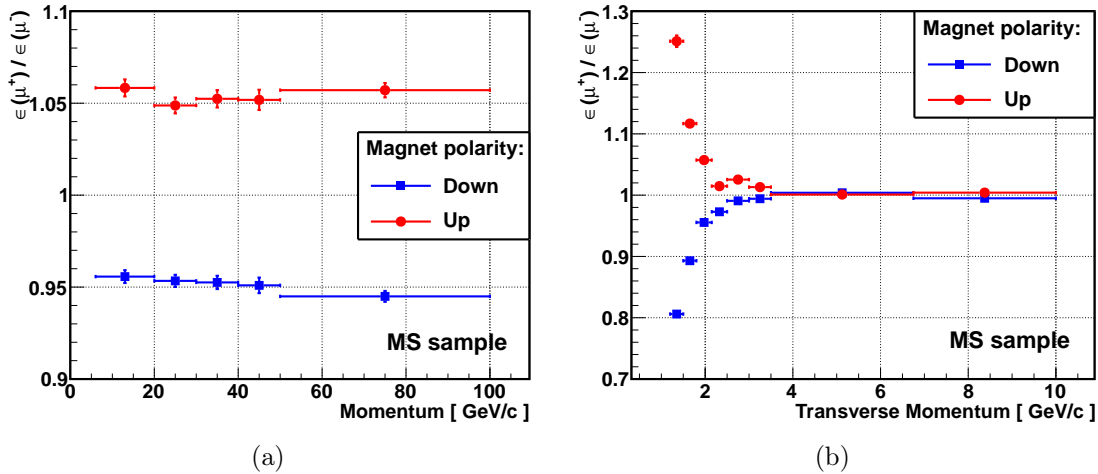 1.1
1.05
1
0.95
0.9
ε (μ+) / ε (μ-)
Magnet polarity:
Down
Up
MS sample
0 20 40 60 80 100
Momentum [ GeV/c ]
(a)
1.3
1.2
1.1
1
0.9
0.8
0.7
ε (μ+) / ε (μ-)
Magnet polarity:
Down
Up
MS sample
2 4 6 8 10
Transverse Momentum [ GeV/c ]
(b)